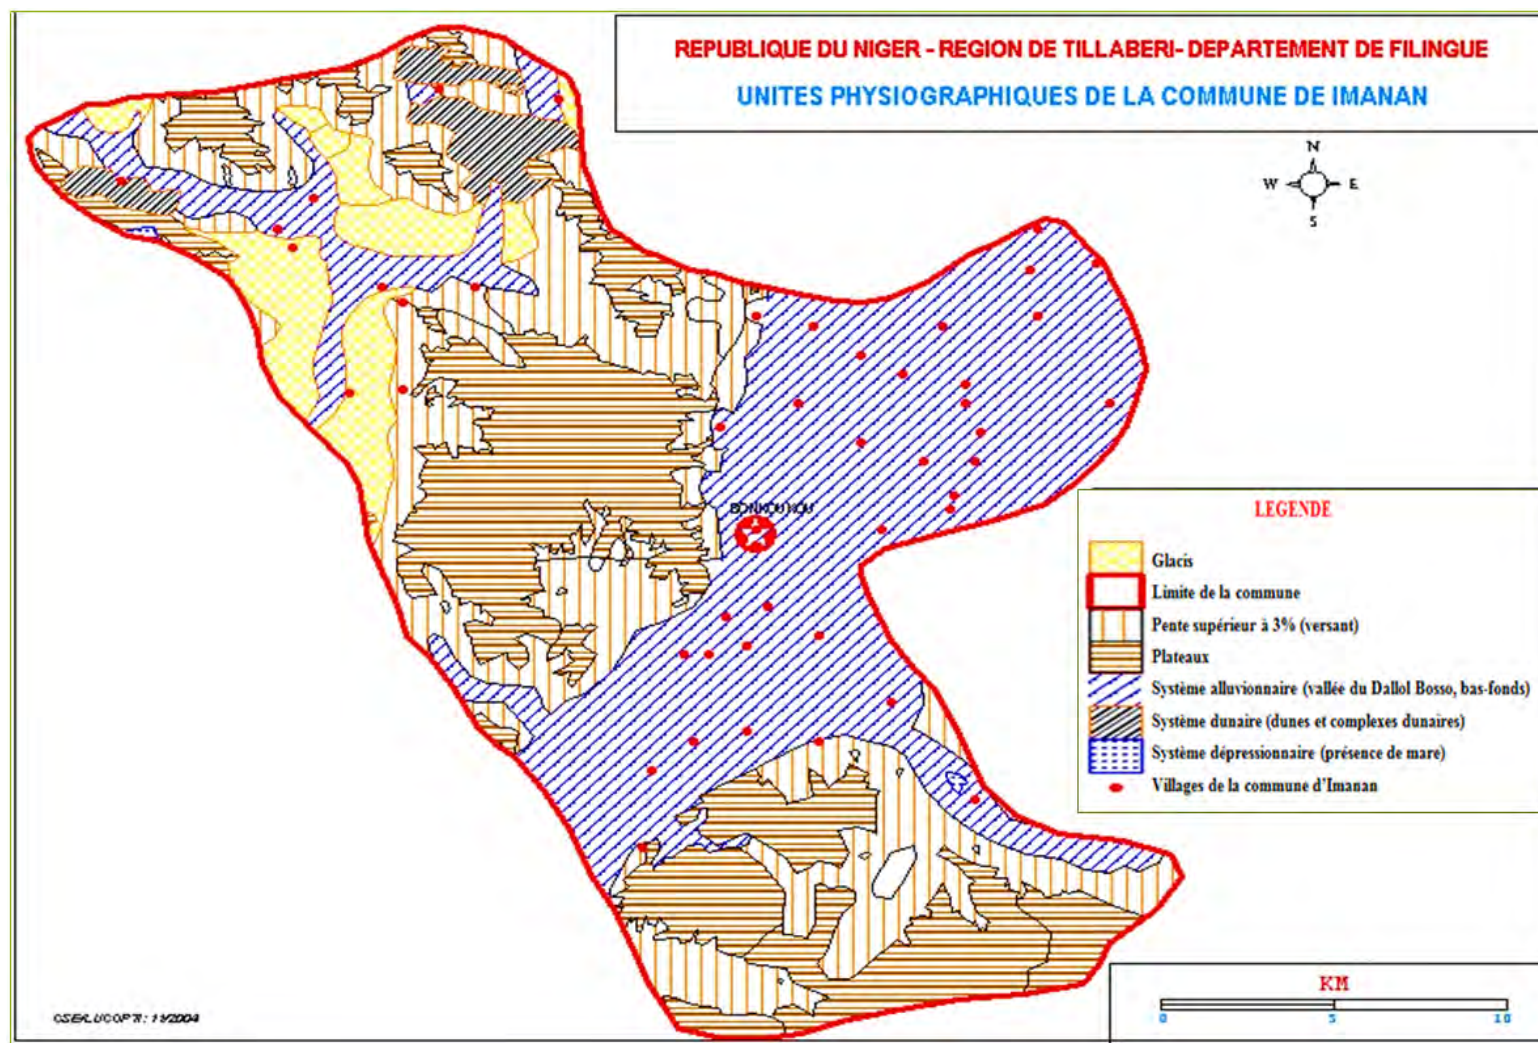 REPUBLIQUE DU NIGER - REGION DE TILLABERI- DEPARTEMENT DE FILINGUE
UNITES PHYSIOGRAPHIQUES DE LA COMMUNE DE IMANAN
N
W E
S
BONKOUKOU
LEGENDE
Glacis
Limite de la commune
Pente supérieur à 3% (versant)
Plateaux
Système alluvionnaire (vallée du Dallol Bosso, bas-fonds)
Système dunaire (dunes et complexes dunaires)
Système dépressionnaire (présence de mare)
Villages de la commune d'Imanan
KM
0 5 10